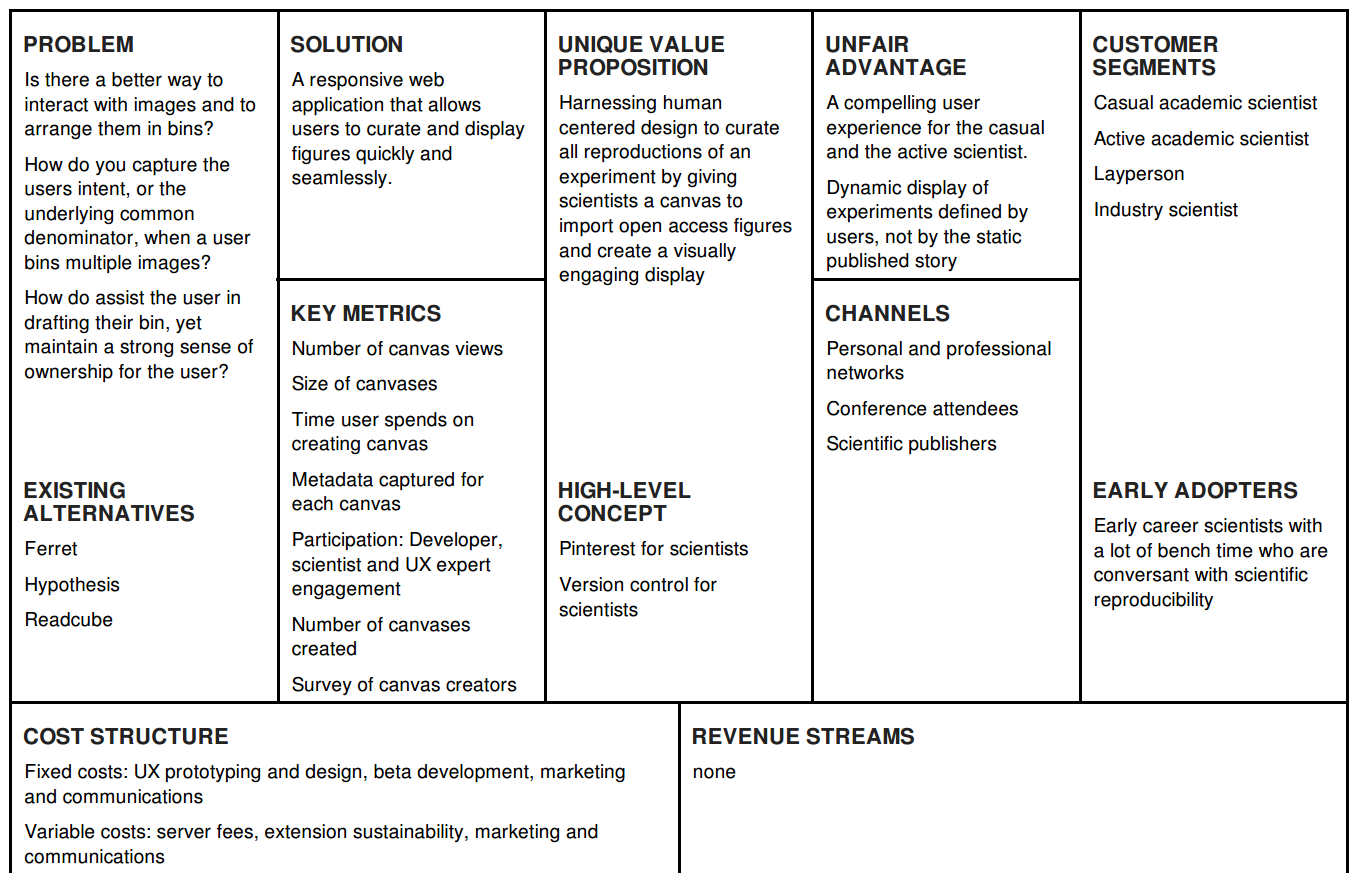 PROBLEM
Is there a better way to
interact with images and to
arrange them in bins?
How do you capture the
users intent, or the
underlying common
denominator, when a user
bins multiple images?
How do assist the user in
drafting their bin, yet
maintain a strong sense of
ownership for the user?
EXISTING
ALTERNATIVES
Ferret
Hypothesis
Readcube
SOLUTION
A responsive web
application that allows
users to curate and display
figures quickly and
seamlessly.
KEY METRICS
Number of canvas views
Size of canvases
Time user spends on
creating canvas
Metadata captured for
each canvas
Participation: Developer,
scientist and UX expert
engagement
Number of canvases
created
Survey of canvas creators
UNIQUE VALUE
PROPOSITION
Harnessing human
centered design to curate
all reproductions of an
experiment by giving
scientists a canvas to
import open access figures
and create a visually
engaging display
HIGH-LEVEL
CONCEPT
Pinterest for scientists
Version control for
scientists
UNFAIR
ADVANTAGE
A compelling user
experience for the casual
and the active scientist.
Dynamic display of
experiments defined by
users, not by the static
published story
CHANNELS
Personal and professional
networks
Conference attendees
Scientific publishers
CUSTOMER
SEGMENTS
Casual academic scientist
Active academic scientist
Layperson
Industry scientist
EARLY ADOPTERS
Early career scientists with
a lot of bench time who are
conversant with scientific
reproducibility
COST STRUCTURE
Fixed costs: UX prototyping and design, beta development, marketing
and communications
Variable costs: server fees, extension sustainability, marketing and
communications
REVENUE STREAMS
none